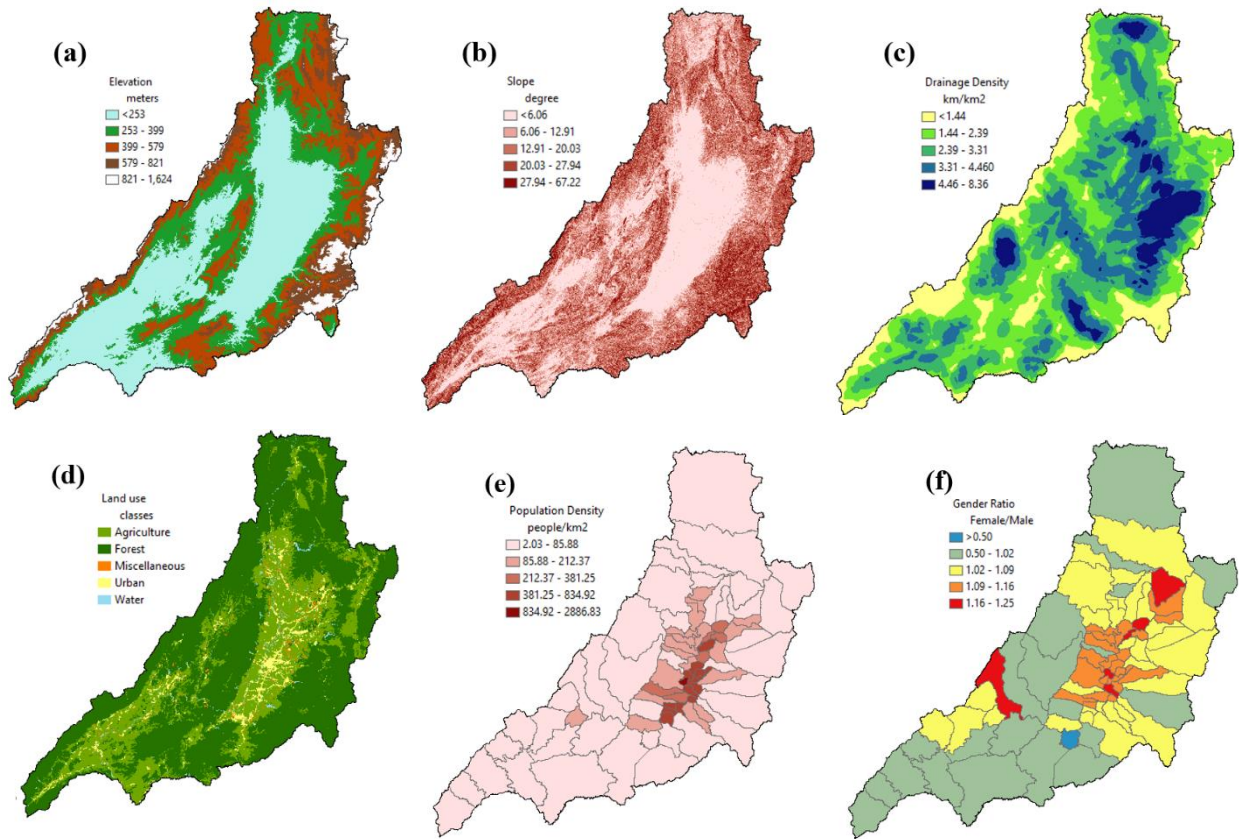 (a)
Elevation
meters
<253
253 - 399
399 - 579
579 - 821
821 - 1,624
(b)
Slope
degree
<6.06
6.06 - 12.91
12.91 - 20.03
20.03 - 27.94
27.94 - 67.22
(c)
Drainage Density
km/km2
<1.44
1.44 - 2.39
2.39 - 3.31
3.31 - 4.460
4.46 - 8.36
(d)
Land use
classes
Agriculture
Forest
Miscellaneous
Urban
Water
(e)
Population Density
people/km2
2.03 - 85.88
85.88 - 212.37
212.37 - 381.25
381.25 - 834.92
834.92 - 2886.83
(f)
Gender Ratio
Female/Male
>0.50
0.50 - 1.02
1.02 - 1.09
1.09 - 1.16
1.16 - 1.25